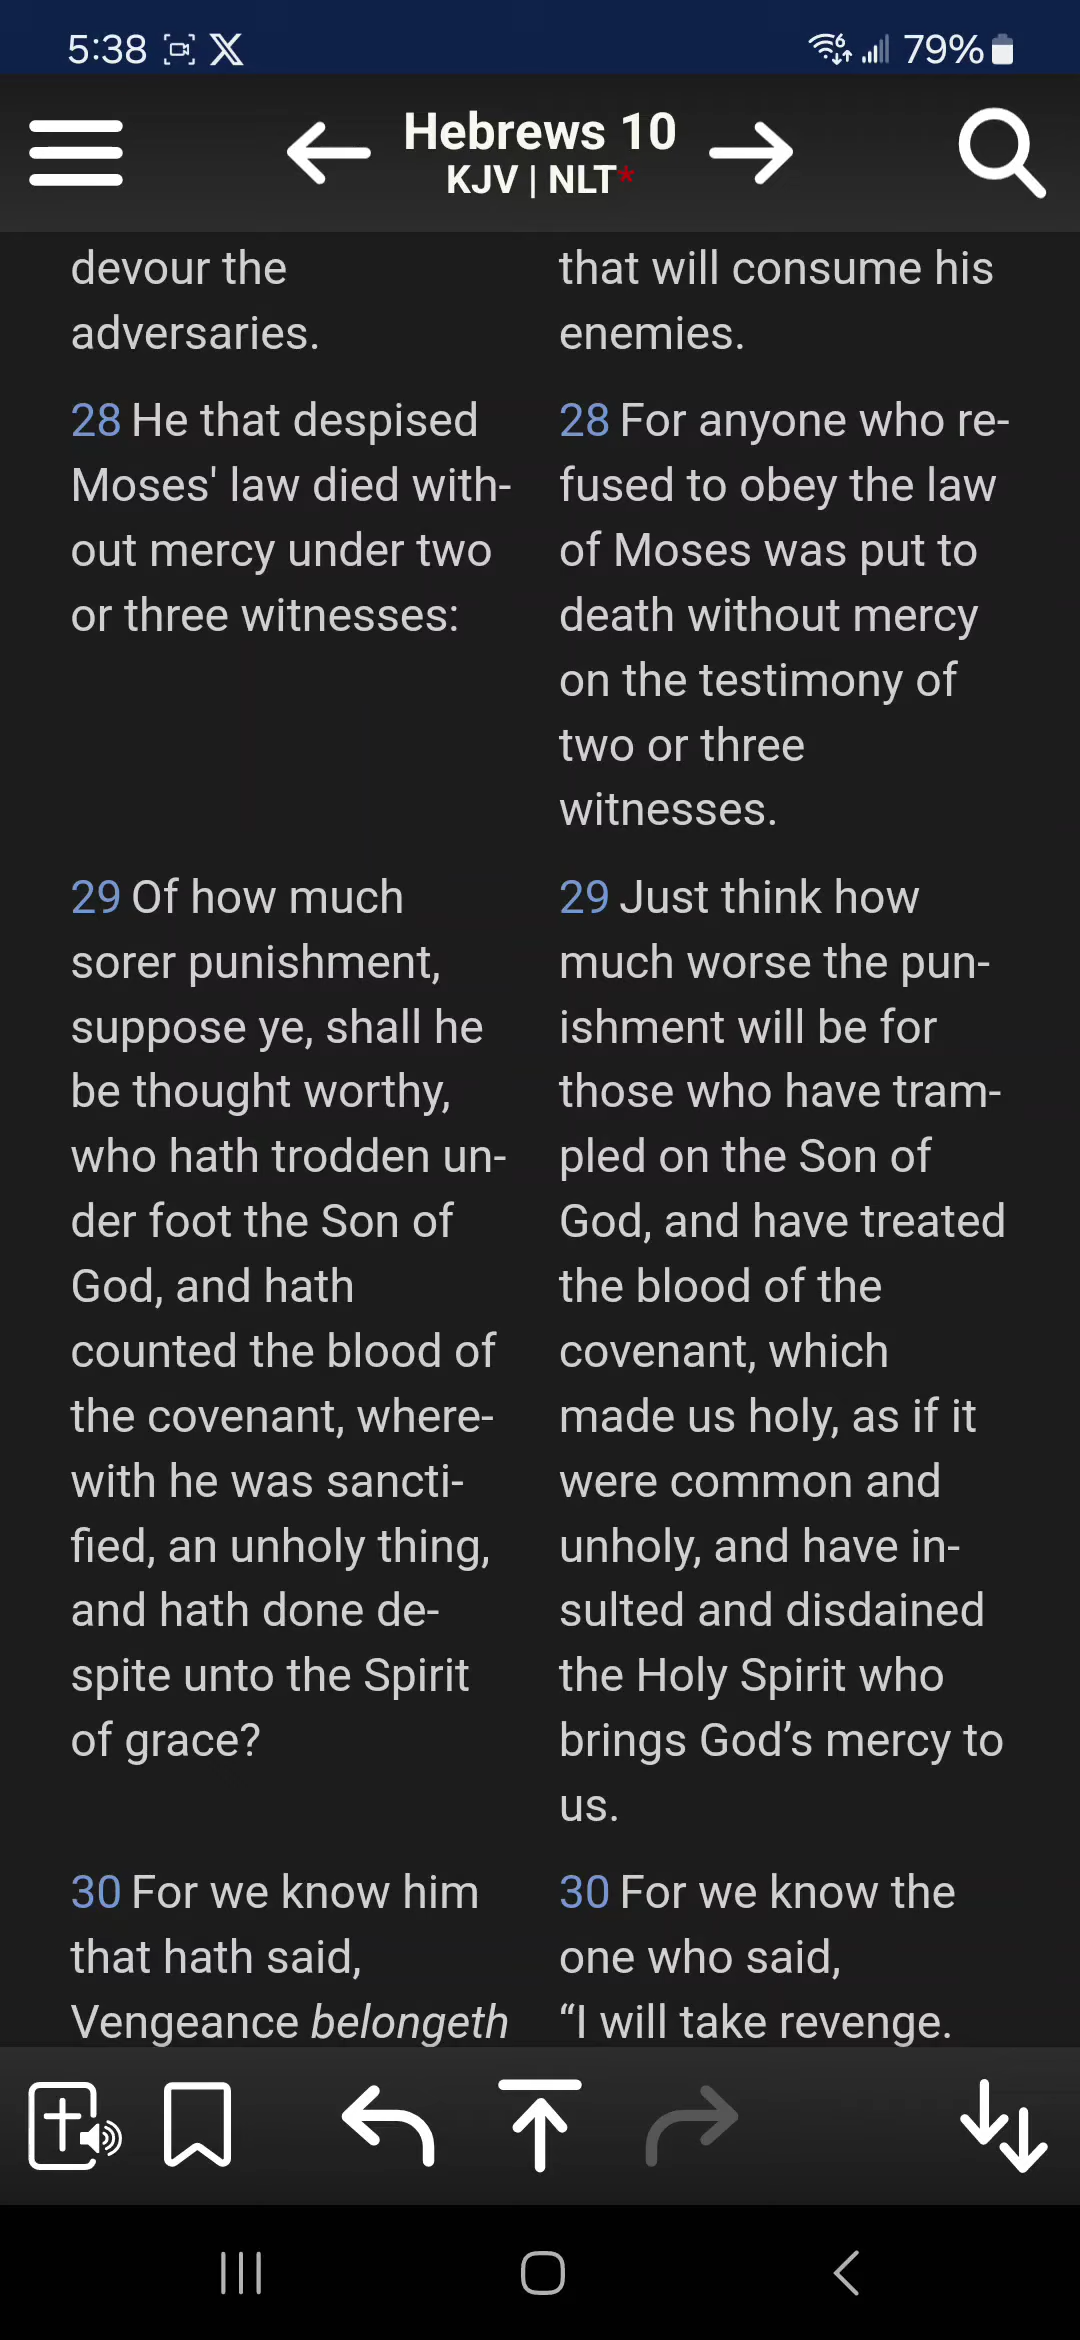 5:38
6 79%
Hebrews 10
KJV | NLT*
devour the
adversaries.
28 He that despised
Moses' law died with-
out mercy under two
or three witnesses:
29 Of how much
sorer punishment,
suppose ye, shall he
be thought worthy,
who hath trodden un-
der foot the Son of
God, and hath
counted the blood of
the covenant, where-
with he was sancti-
fied, an unholy thing,
and hath done de-
spite unto the Spirit
of grace?
30 For we know him
that hath said,
Vengeance belongeth
that will consume his
enemies.
28 For anyone who re-
fused to obey the law
of Moses was put to
death without mercy
on the testimony of
two or three
witnesses.
29 Just think how
much worse the pun-
ishment will be for
those who have tram-
pled on the Son of
God, and have treated
the blood of the
covenant, which
made us holy, as if it
were common and
unholy, and have in-
sulted and disdained
the Holy Spirit who
brings God’s mercy to
us.
30 For we know the
one who said,
“I will take revenge.